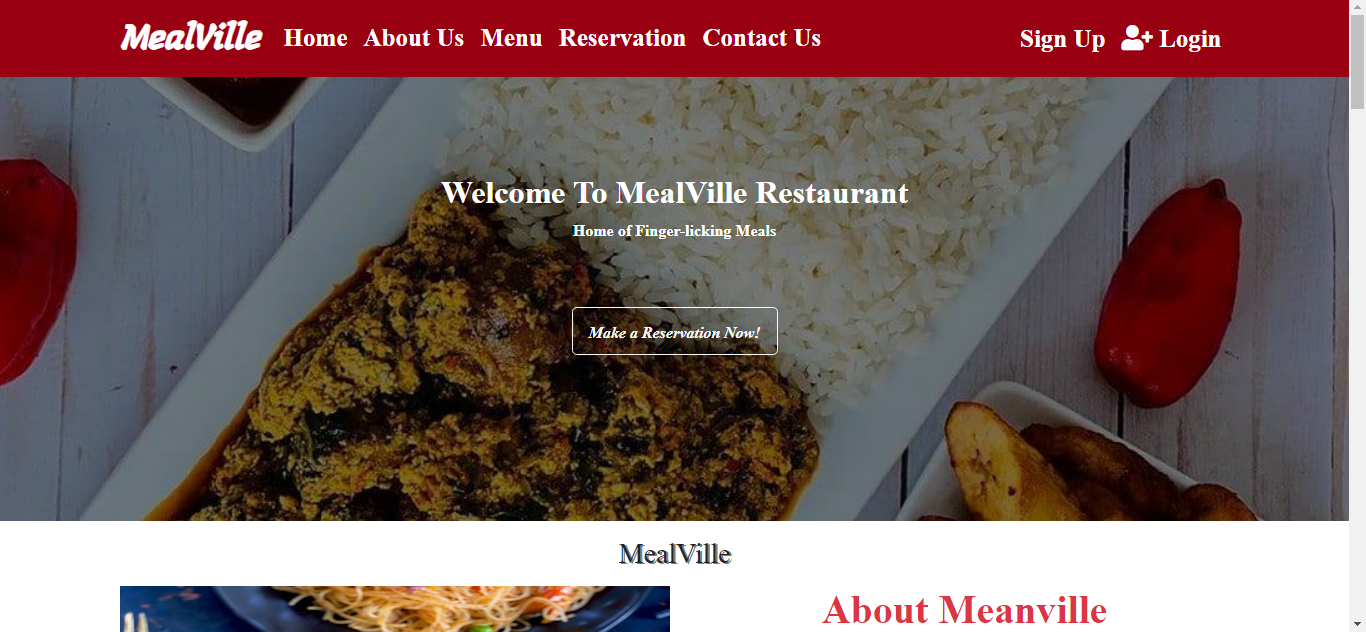 MealVille Home About Us Menu Reservation Contact Us Sign Up Login
Welcome To MealVille Restaurant
Home of Finger-licking Meals
Make a Reservation Now!
MealVille
About Meanville